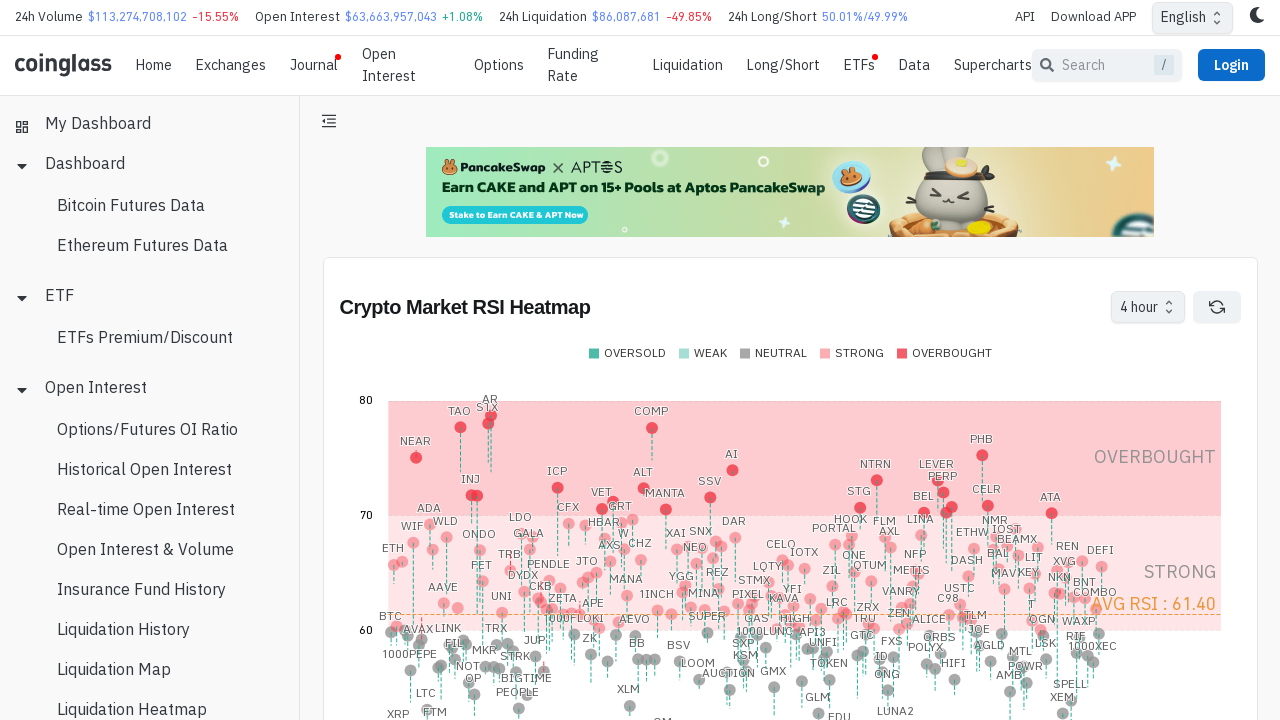 24h Volume $113,274,708,102 -15.55% Open Interest $63,663,957,043 +1.08% 24h Liquidation $86,087,681 -49.85% 24h Long/Short 50.01%/49.99% API Download APP English
coinglass Home Exchanges Journal Open Interest Options Funding Rate Liquidation Long/Short ETFs Data Supercharts Search / Login
My Dashboard
Dashboard
Bitcoin Futures Data
Ethereum Futures Data
ETF
ETFs Premium/Discount
Open Interest
Options/Futures OI Ratio
Historical Open Interest
Real-time Open Interest
Open Interest & Volume
Insurance Fund History
Liquidation History
Liquidation Map
Liquidation Heatmap
PancakeSwap X APTOS
Earn CAKE and APT on 15+ Pools at Aptos PancakeSwap
Stake to Earn CAKE & APT Now
Crypto Market RSI Heatmap
4 hour
OVERSOLD WEAK NEUTRAL STRONG OVERBOUGHT
80
AR
STX
TAO
COMP
NEAR
PHB
AI
OVERBOUGHT
ICP
ALT
NTRN
LEVER
PERP
INJ
SSV
VET
MANTA
STG
BEL
CELR
ATA
ADA
CFX
GRT
70
WIF
WLD
LDO
HBAR
DAR
HOOK
FLM
LINA
NMR
ONDO
GALA
W
XAI
SNX
PORTAL
AXL
ETHW
IOST
BEAMX
ETH
TRB
AXS
CHZ
NEO
CELO
IOTX
ONE
NFP
BAL
LIT
REN
DEFI
FET
PENDLE
JTO
LQTY
ZIL
QTUM
METIS
DASH
XVG
STRONG
AAVE
DYDX
CKB
MANA
YGG
REZ
STMX
YFI
MAV
KEY
NKN
BNT
UNI
ZETA
APE
1INCH
MINA
PIXEL
KAVA
LRC
ZRX
VANRY
USTC
C98
T
COMBO
AVG RSI : 61.40
BTC
1000FLOKI
AEVO
SUPER
GAS
HIGH
TRU
ZEN
ALICE
TLM
OGN
WAXP
60
AVAX
LINK
TRX
ZK
1000LUNC
API3
GTC
ORBS
JOE
RIF
1000PEPE
FIL
MKR
JUP
BB
BSV
SXP
UNFI
FXS
POLYX
AGLD
LSK
1000XEC
NOT
STRK
LOOM
KSM
TOKEN
ID
HIFI
MTL
POWR
OP
BIGTIME
AUCTION
GMX
ONG
AMB
LTC
PEOPLE
XLM
GLM
SPELL
XEM
XRP
FTM
EDU
LUNA2